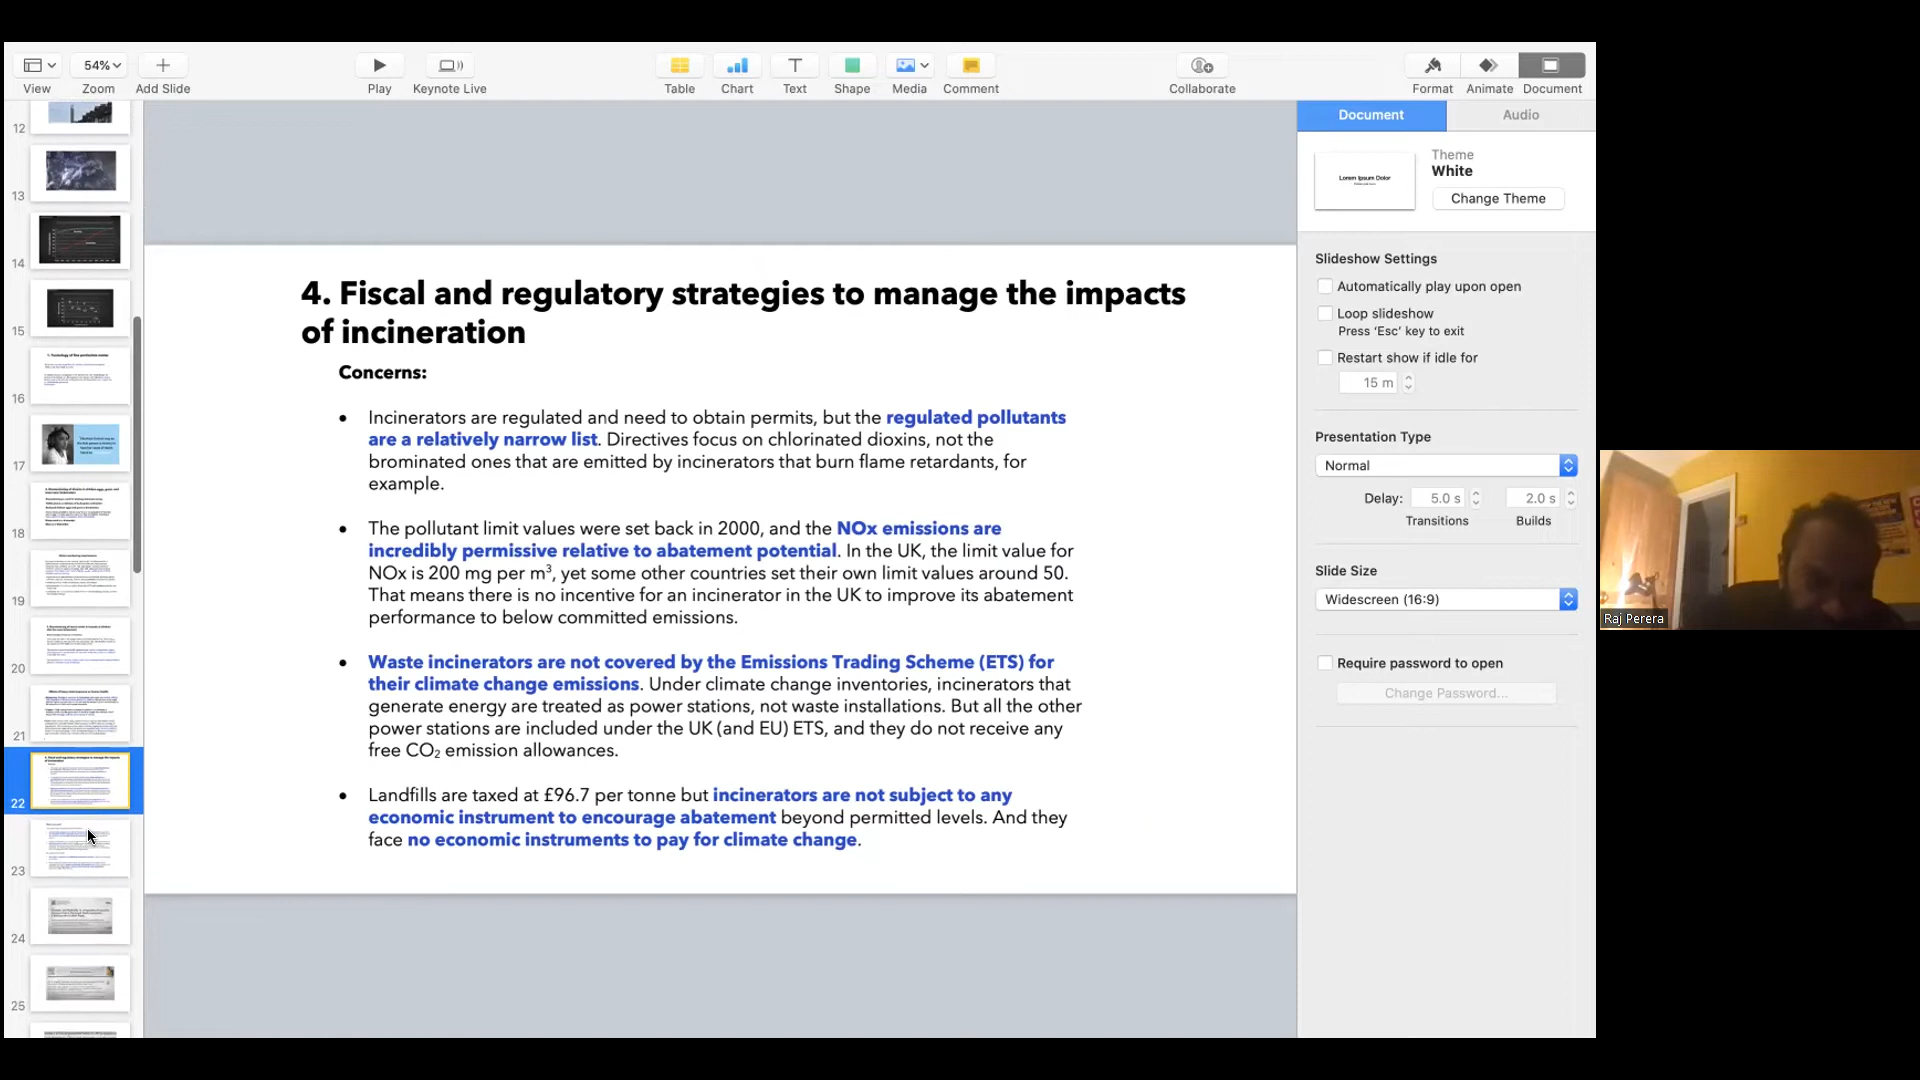 54%
View
Zoom
Add Slide
Play
Keynote Live
Table
Chart
Text
Shape
Media
Comment
Collaborate
Format
Animate
Document
12
13
14
15
16
17
18
19
20
21
22
23
24
25
4. Fiscal and regulatory strategies to manage the impacts
of incineration
Concerns:
• Incinerators are regulated and need to obtain permits, but the regulated pollutants
are a relatively narrow list. Directives focus on chlorinated dioxins, not the
brominated ones that are emitted by incinerators that burn flame retardants, for
example.
• The pollutant limit values were set back in 2000, and the NOx emissions are
incredibly permissive relative to abatement potential. In the UK, the limit value for
NOx is 200 mg per m³, yet some other countries set their own limit values around 50.
That means there is no incentive for an incinerator in the UK to improve its abatement
performance to below committed emissions.
• Waste incinerators are not covered by the Emissions Trading Scheme (ETS) for
their climate change emissions. Under climate change inventories, incinerators that
generate energy are treated as power stations, not waste installations. But all the other
power stations are included under the UK (and EU) ETS, and they do not receive any
free CO₂ emission allowances.
• Landfills are taxed at £96.7 per tonne but incinerators are not subject to any
economic instrument to encourage abatement beyond permitted levels. And they
face no economic instruments to pay for climate change.
Document
Audio
Lorem Ipsum Dolor
Theme
White
Change Theme
Slideshow Settings
Automatically play upon open
Loop slideshow
Press ‘Esc’ key to exit
Restart show if idle for
15 m
Presentation Type
Normal
Delay:
5.0 s
2.0 s
Transitions
Builds
Slide Size
Widescreen (16:9)
Require password to open
Change Password...
Raj Perera